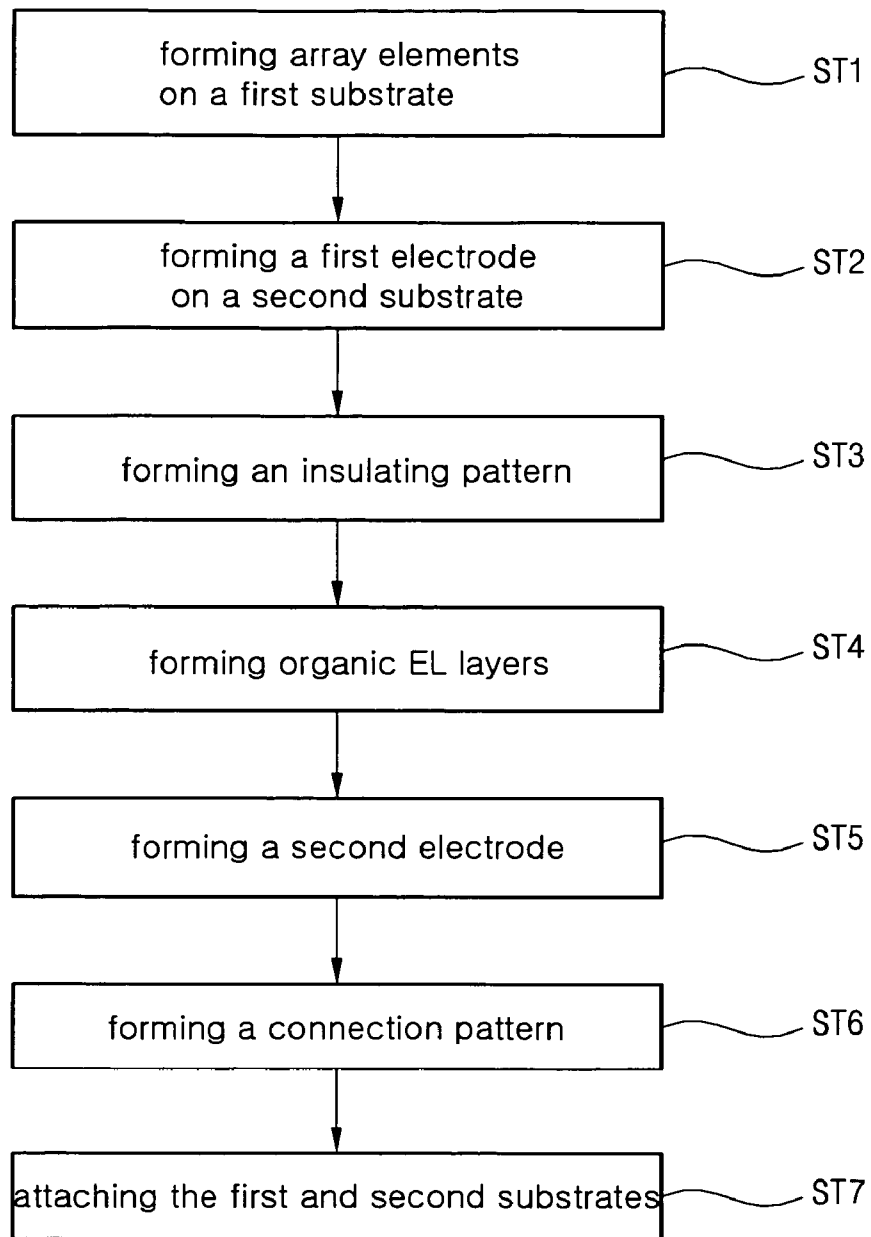 forming array elements
on a first substrate
ST1
forming a first electrode
on a second substrate
ST2
forming an insulating pattern
ST3
forming organic EL layers
ST4
forming a second electrode
ST5
forming a connection pattern
ST6
attaching the first and second substrates
ST7